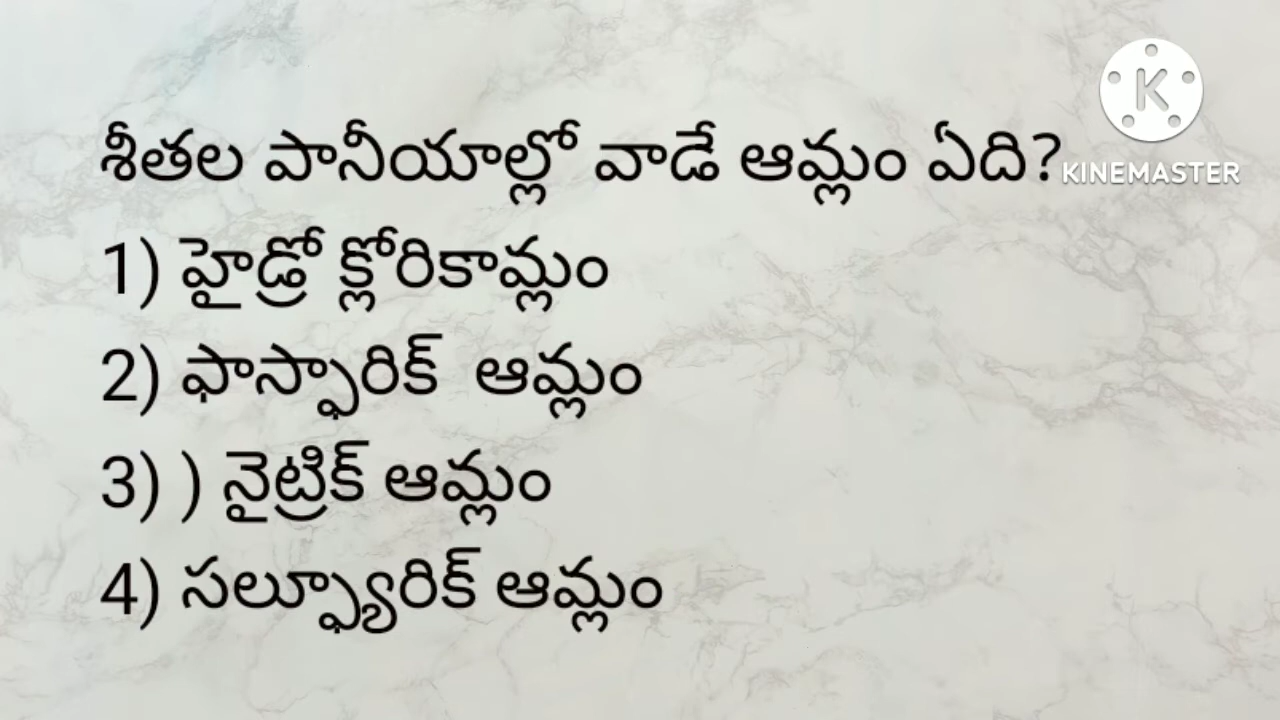 శీతల పానీయాల్లో వాడే ఆమ్లం ఏది?
KINEMASTER
1) హైడ్రో క్లోరికామ్లం
2) ఫాస్ఫారిక్  ఆమ్లం
3) ) నైట్రిక్ ఆమ్లం
4) సల్ఫ్యూరిక్ ఆమ్లం